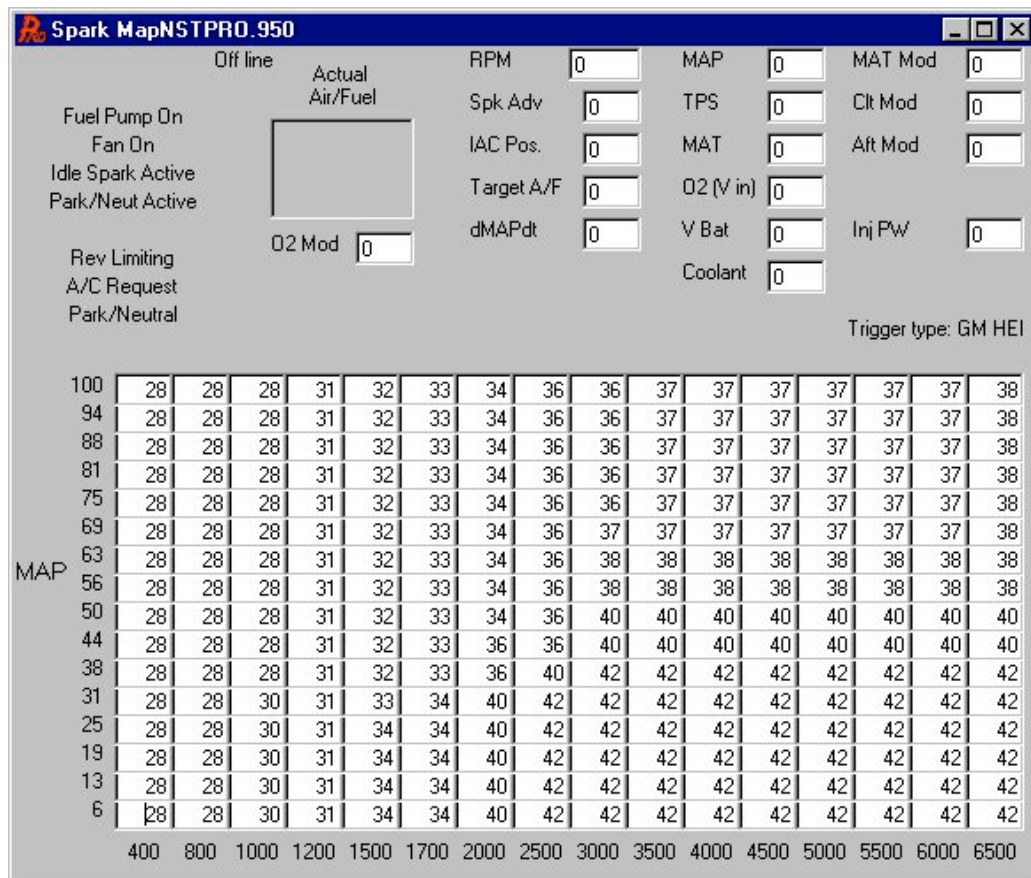 Spark MapNSTPRO.950
Off line
Actual
Air/Fuel
RPM 0 MAP 0 MAT Mod 0
Fuel Pump On
Fan On
Idle Spark Active
Park/Neut Active
Spk Adv 0 TPS 0 Clt Mod 0
IAC Pos. 0 MAT 0 Aft Mod 0
Target A/F 0 O2 (V in) 0
O2 Mod 0
dMAPdt 0 V Bat 0 Inj PW 0
Rev Limiting
A/C Request
Park/Neutral
Coolant 0
Trigger type: GM HEI
MAP
100 28 28 28 31 32 33 34 36 36 37 37 37 37 37 37 38
94 28 28 28 31 32 33 34 36 36 37 37 37 37 37 37 38
88 28 28 28 31 32 33 34 36 36 37 37 37 37 37 37 38
81 28 28 28 31 32 33 34 36 36 37 37 37 37 37 37 38
75 28 28 28 31 32 33 34 36 36 37 37 37 37 37 37 38
69 28 28 28 31 32 33 34 36 37 37 37 37 37 37 37 38
63 28 28 28 31 32 33 34 36 38 38 38 38 38 38 38 38
56 28 28 28 31 32 33 34 36 38 38 38 38 38 38 38 38
50 28 28 28 31 32 33 34 36 40 40 40 40 40 40 40 40
44 28 28 28 31 32 33 36 36 40 40 40 40 40 40 40 40
38 28 28 28 31 32 33 36 40 42 42 42 42 42 42 42 42
31 28 28 30 31 33 34 40 42 42 42 42 42 42 42 42 42
25 28 28 30 31 34 34 40 42 42 42 42 42 42 42 42 42
19 28 28 30 31 34 34 40 42 42 42 42 42 42 42 42 42
13 28 28 30 31 34 34 40 42 42 42 42 42 42 42 42 42
6 28 28 30 31 34 34 40 42 42 42 42 42 42 42 42 42
400 800 1000 1200 1500 1700 2000 2500 3000 3500 4000 4500 5000 5500 6000 6500